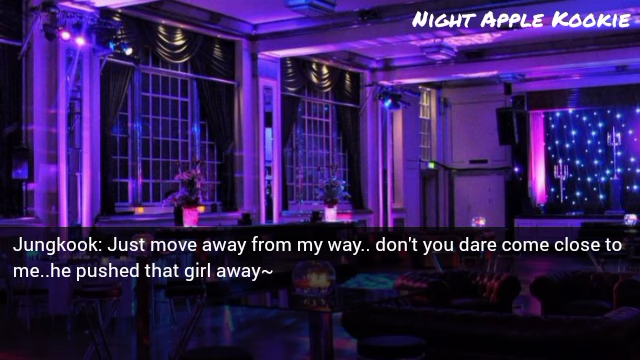 Night Apple Kookie
Jungkook: Just move away from my way.. don't you dare come close to
me..he pushed that girl away~